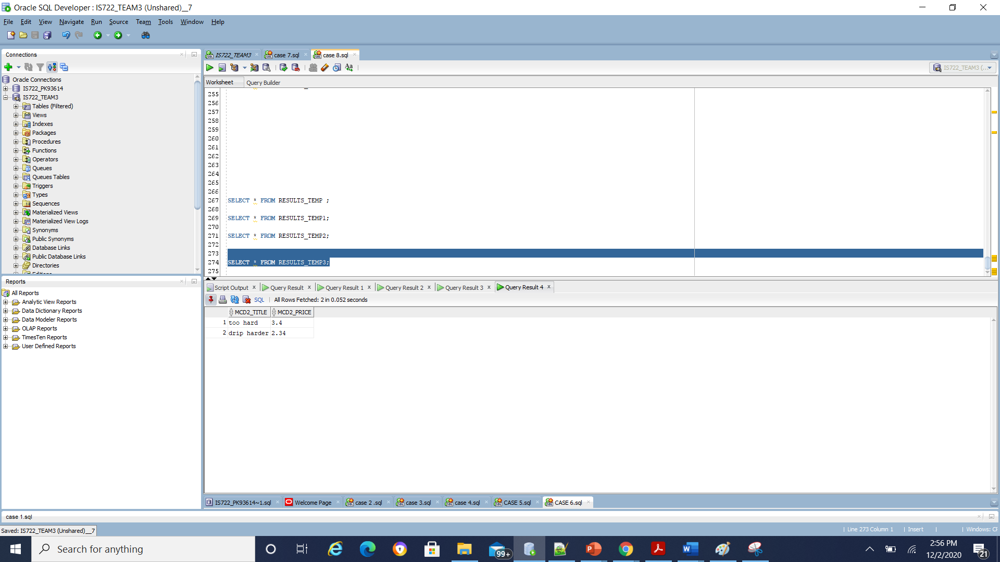 Oracle SQL Developer : IS722_TEAM3 (Unshared)__7
File Edit View Navigate Run Source Team Tools Window Help
Connections
Oracle Connections
IS722_PK93614
IS722_TEAM3
Tables (Filtered)
Views
Indexes
Packages
Procedures
Functions
Operators
Queues
Queues Tables
Triggers
Types
Sequences
Materialized Views
Materialized View Logs
Synonyms
Public Synonyms
Database Links
Public Database Links
Directories
Reports
All Reports
Analytic View Reports
Data Dictionary Reports
Data Modeler Reports
OLAP Reports
TimesTen Reports
User Defined Reports
IS722_TEAM3 case 7.sql case 8.sql
IS722_TEAM3 (...
Worksheet Query Builder
255
256
257
258
259
260
261
262
263
264
265
266
267 SELECT * FROM RESULTS_TEMP ;
268
269 SELECT * FROM RESULTS_TEMP1;
270
271 SELECT * FROM RESULTS_TEMP2;
272
273
274 SELECT * FROM RESULTS_TEMP3;
275
Script Output x Query Result x Query Result 1 x Query Result 2 x Query Result 3 x Query Result 4 x
SQL | All Rows Fetched: 2 in 0.052 seconds
MCD2_TITLE MCD2_PRICE
1 too hard 3.4
2 drip harder 2.34
IS722_PK93614~1.sql Welcome Page case 2 .sql case 3.sql case 4.sql CASE 5.sql CASE 6.sql
case 1.sql
Saved: IS722_TEAM3 (Unshared)__7
| Line 273 Column 1 | Insert | | Windows: CF
Search for anything
99+
2:56 PM
12/2/2020
21